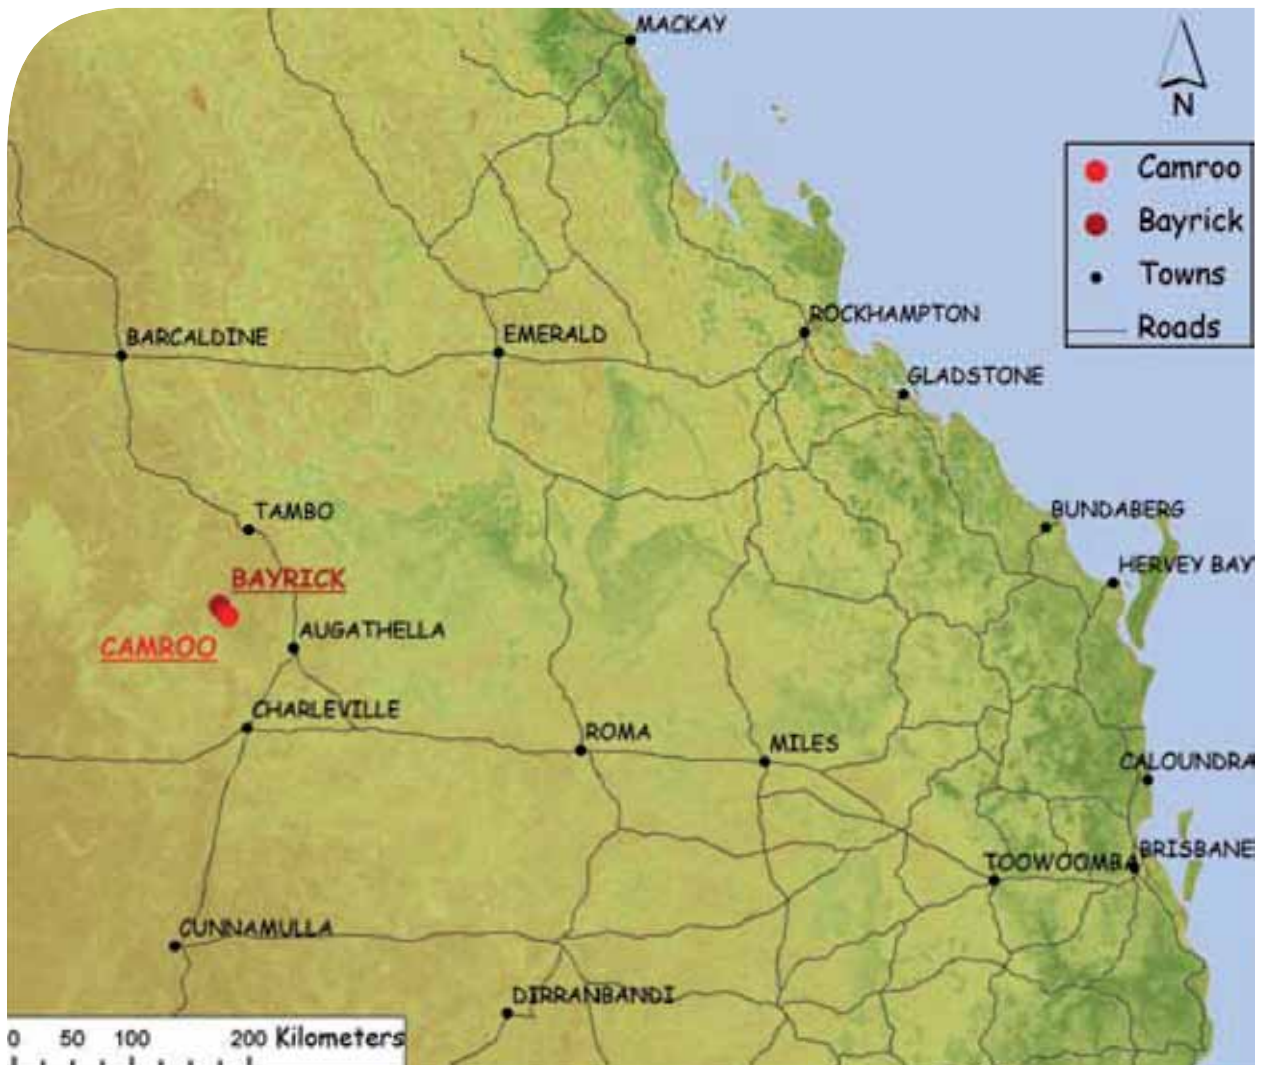 MACKAY
N
Camroo
Bayrick
Towns
Roads
ROCKHAMPTON
BARCALDINE
EMERALD
GLADSTONE
TAMBO
BUNDABERG
HERVEY BAY
BAYRICK
AUGATHELLA
CAMROO
CHARLEVILLE
ROMA
MILES
CALOUNDRA
TOOWOOMBA
BRISBANE
CUNNAMULLA
DIRRANBANDI
0 50 100 200 Kilometers